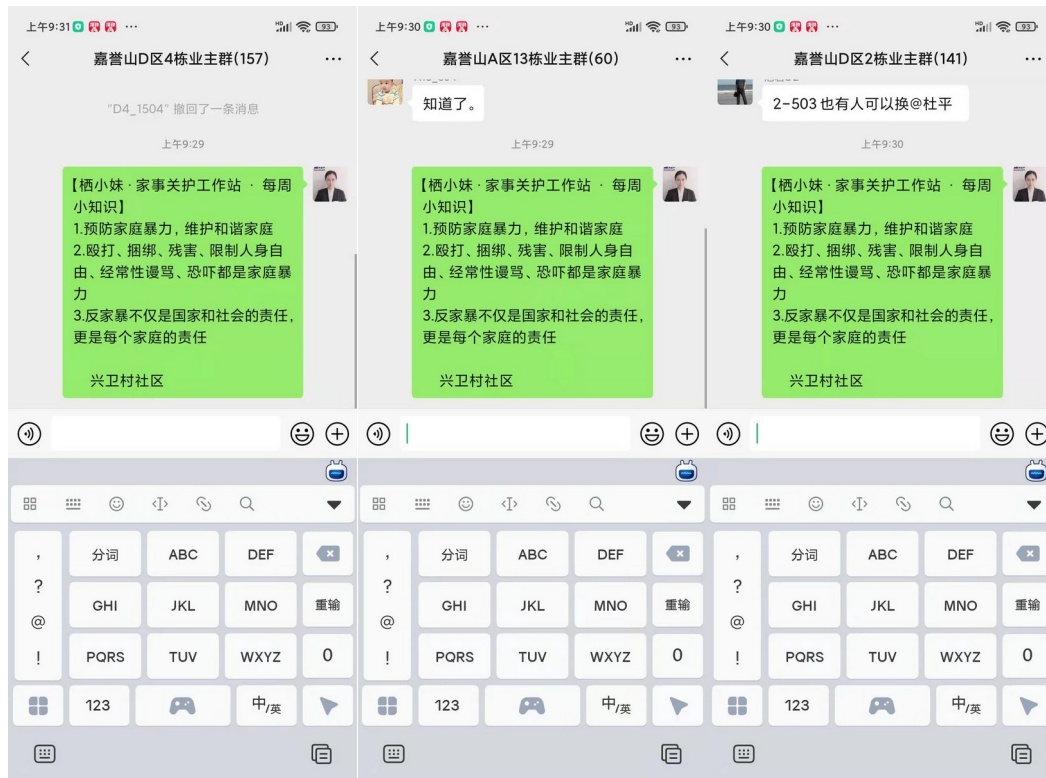 上午9:31
93
嘉誉山D区4栋业主群(157)
"D4_1504" 撤回了一条消息
上午9:29
【栖小妹·家事关护工作站 · 每周
小知识】
1.预防家庭暴力，维护和谐家庭
2.殴打、捆绑、残害、限制人身自
由、经常性谩骂、恐吓都是家庭暴
力
3.反家暴不仅是国家和社会的责任，
更是每个家庭的责任
兴卫村社区
，
分词
ABC
DEF
?
GHI
JKL
MNO
重输
@
!
PQRS
TUV
WXYZ
0
123
中/英
上午9:30
93
嘉誉山A区13栋业主群(60)
知道了。
上午9:29
【栖小妹·家事关护工作站 · 每周
小知识】
1.预防家庭暴力，维护和谐家庭
2.殴打、捆绑、残害、限制人身自
由、经常性谩骂、恐吓都是家庭暴
力
3.反家暴不仅是国家和社会的责任，
更是每个家庭的责任
兴卫村社区
，
分词
ABC
DEF
?
GHI
JKL
MNO
重输
@
!
PQRS
TUV
WXYZ
0
123
中/英
上午9:30
93
嘉誉山D区2栋业主群(141)
2-503也有人可以换@杜平
上午9:30
【栖小妹·家事关护工作站 · 每周
小知识】
1.预防家庭暴力，维护和谐家庭
2.殴打、捆绑、残害、限制人身自
由、经常性谩骂、恐吓都是家庭暴
力
3.反家暴不仅是国家和社会的责任，
更是每个家庭的责任
兴卫村社区
，
分词
ABC
DEF
?
GHI
JKL
MNO
重输
@
!
PQRS
TUV
WXYZ
0
123
中/英